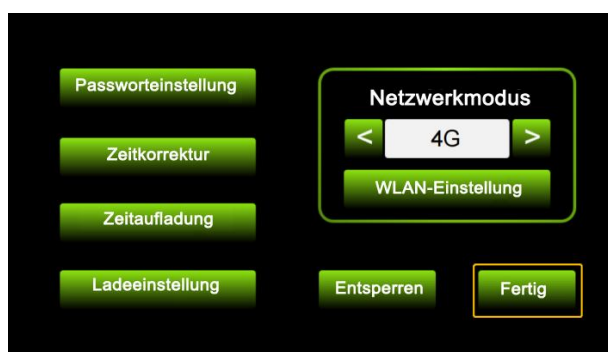 Passworteinstellung
Zeitkorrektur
Zeitaufladung
Ladeeinstellung
Netzwerkmodus
< 4G >
WLAN-Einstellung
Entsperren
Fertig